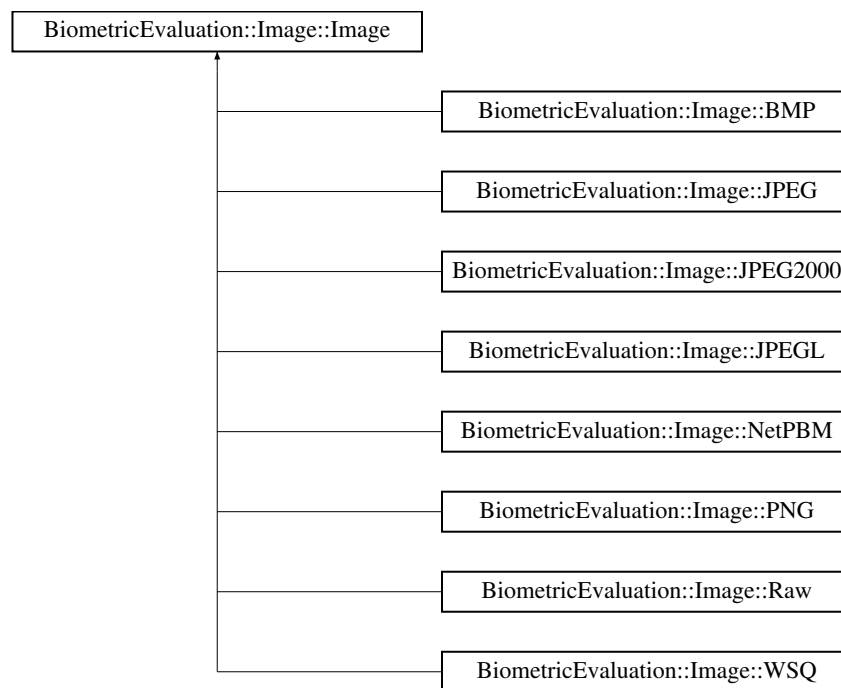 BiometricEvaluation::Image::Image
BiometricEvaluation::Image::BMP
BiometricEvaluation::Image::JPEG
BiometricEvaluation::Image::JPEG2000
BiometricEvaluation::Image::JPEGL
BiometricEvaluation::Image::NetPBM
BiometricEvaluation::Image::PNG
BiometricEvaluation::Image::Raw
BiometricEvaluation::Image::WSQ